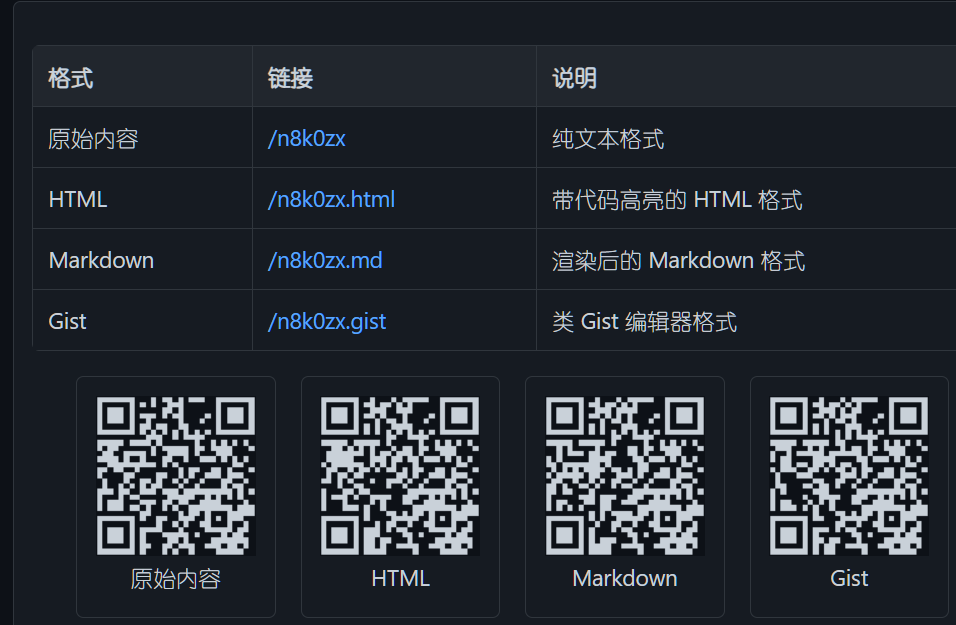 格式 链接 说明
原始内容 /n8k0zx 纯文本格式
HTML /n8k0zx.html 带代码高亮的 HTML 格式
Markdown /n8k0zx.md 渲染后的 Markdown 格式
Gist /n8k0zx.gist 类 Gist 编辑器格式
原始内容 HTML Markdown Gist